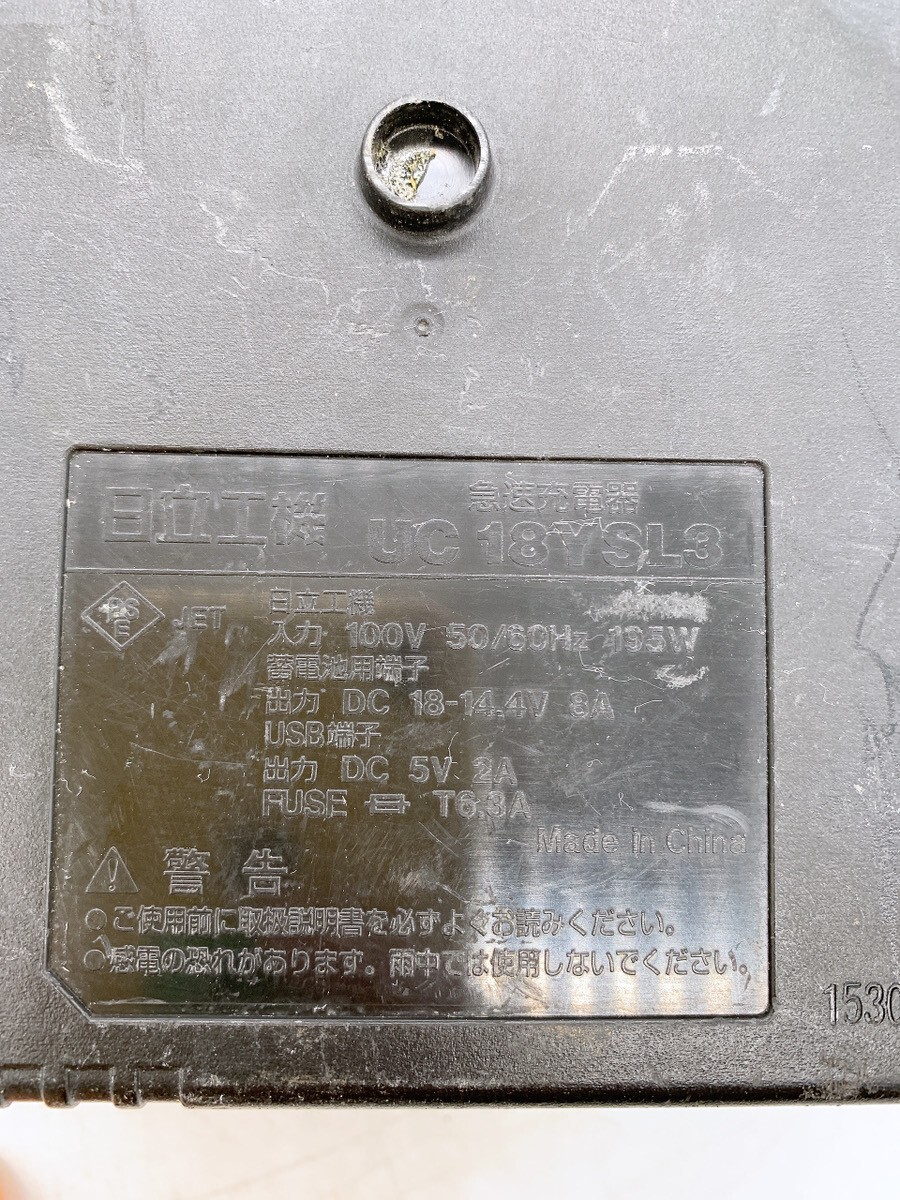 日立工機 急速充電器
UC 18YSL3
PS
E
JET
日立工機
入力 100V 50/60Hz 195W
蓄電池用端子
出力 DC 18-14.4V 8A
USB端子
出力 DC 5V 2A
FUSE T6.3A
Made in China
警告
●ご使用前に取扱説明書を必ずよくお読みください。
●感電の恐れがあります。雨中では使用しないでください。
1530